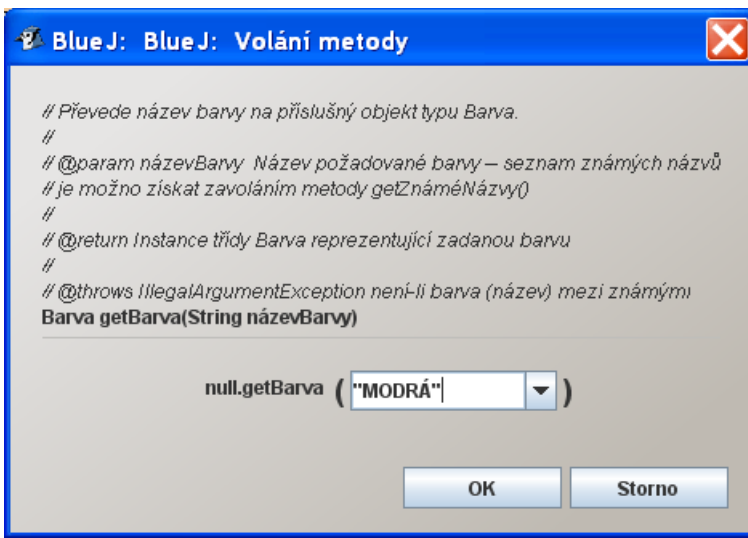 BlueJ: BlueJ: Volání metody
// Převede název barvy na příslušný objekt typu Barva.
//
// @param názevBarvy Název požadované barvy – seznam známých názvů
// je možno získat zavoláním metody getZnáméNázvy()
//
// @return Instance třídy Barva reprezentující zadanou barvu
//
// @throws IllegalArgumentException není-li barva (název) mezi známými
Barva getBarva(String názevBarvy)
null.getBarva ( "MODRÁ" )
OK Storno